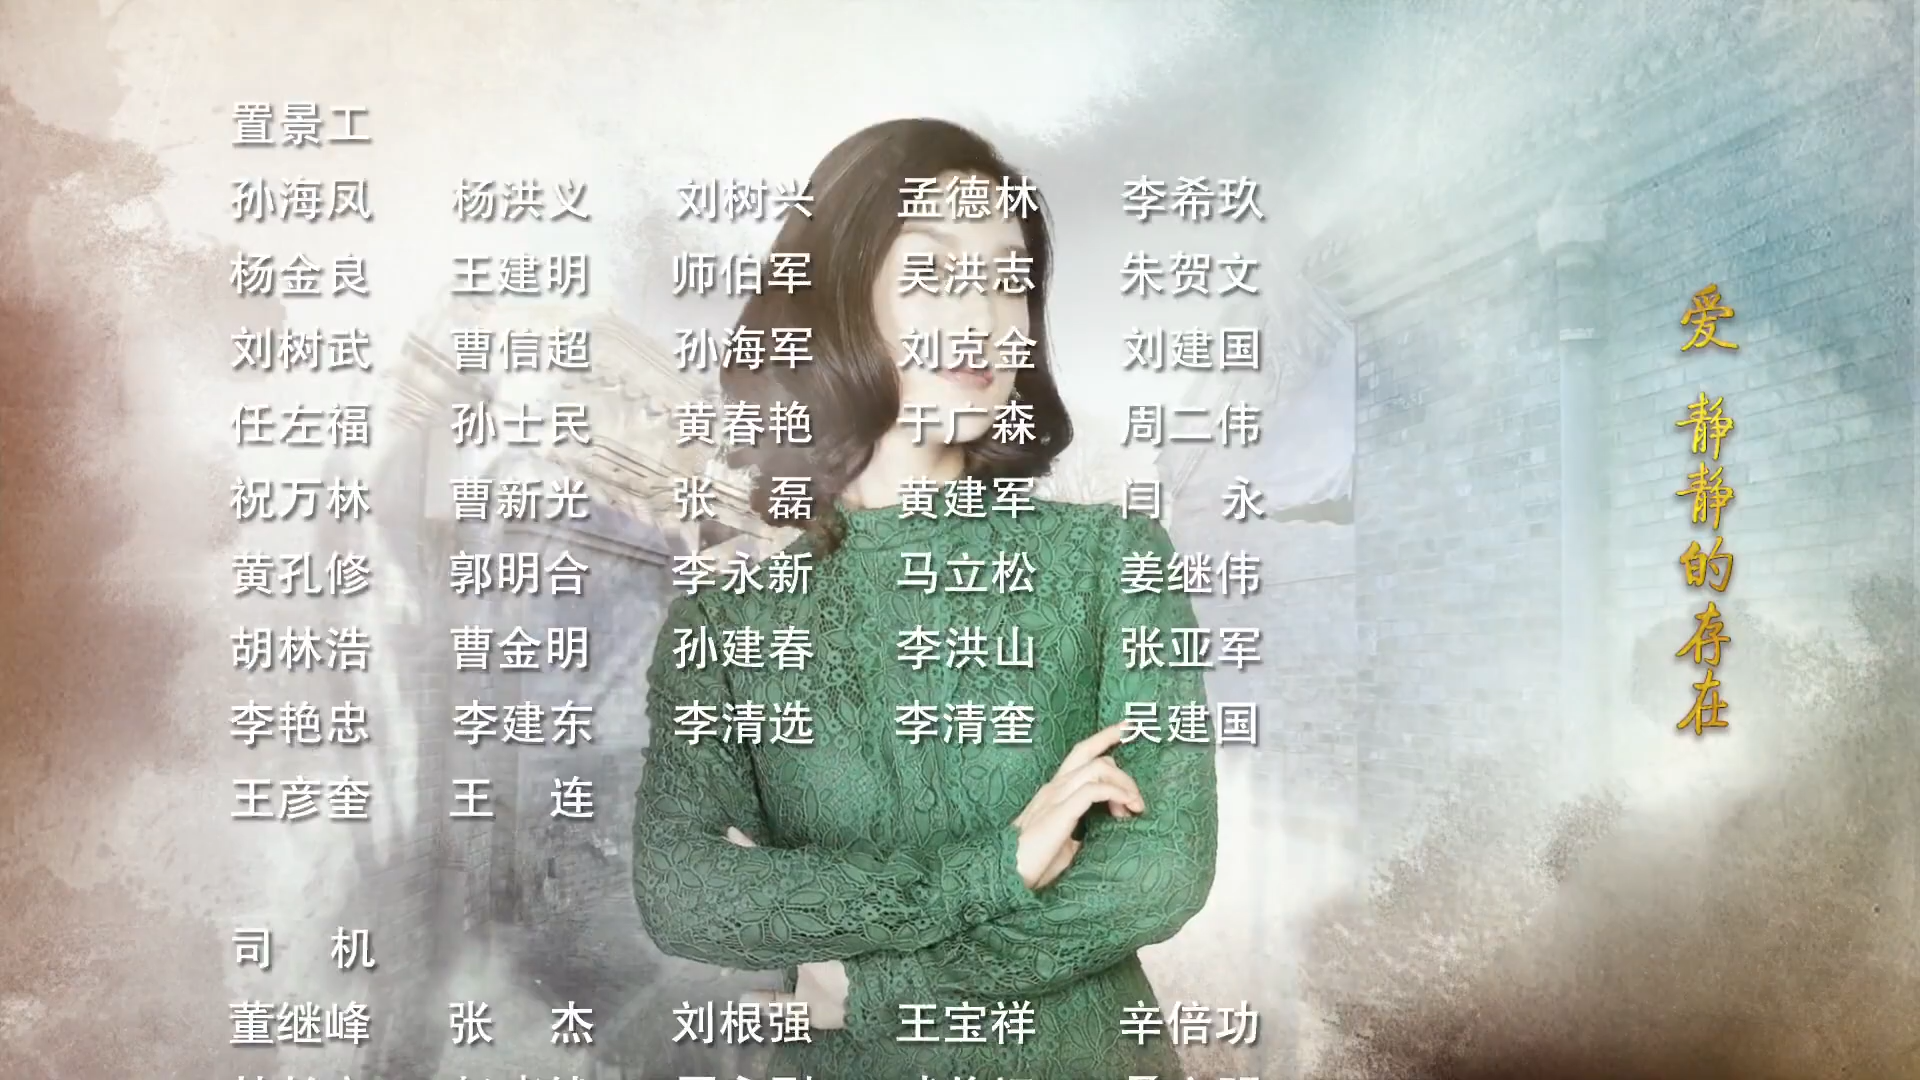 置景工
孙海凤 杨洪义 刘树兴 孟德林 李希玖
杨金良 王建明 师伯军 吴洪志 朱贺文
刘树武 曹信超 孙海军 刘克金 刘建国
任左福 孙士民 黄春艳 于广森 周二伟
祝万林 曹新光 张磊 黄建军 闫永
黄孔修 郭明合 李永新 马立松 姜继伟
胡林浩 曹金明 孙建春 李洪山 张亚军
李艳忠 李建东 李清选 李清奎 吴建国
王彦奎 王连
司机
董继峰 张杰 刘根强 王宝祥 辛倍功
爱 静静的存在